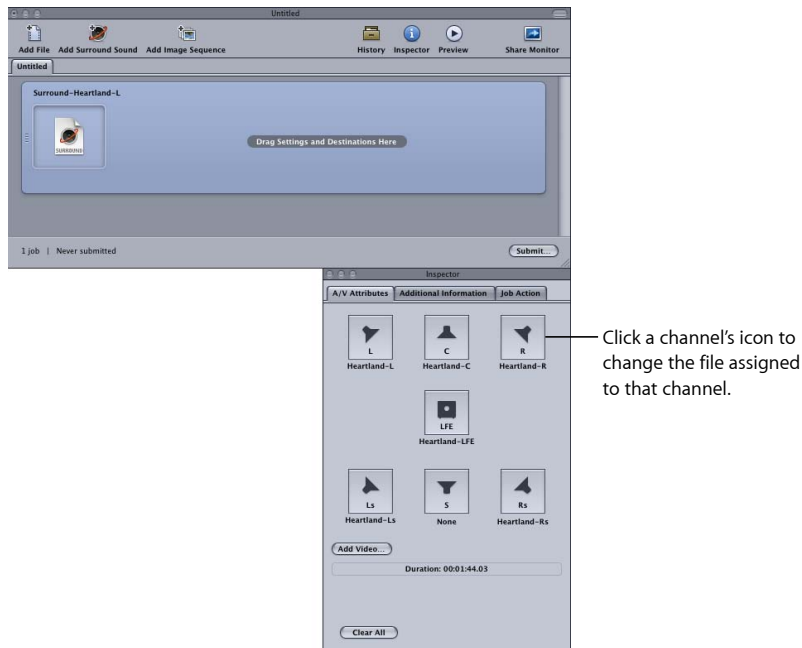 Untitled
Add File Add Surround Sound Add Image Sequence History Inspector Preview Share Monitor
Untitled
Surround-Heartland-L
SURROUND
Drag Settings and Destinations Here
1 job | Never submitted
Submit...
Inspector
A/V Attributes Additional Information Job Action
L C R
Heartland-L Heartland-C Heartland-R
Click a channel's icon to
change the file assigned
to that channel.
LFE
Heartland-LFE
Ls S Rs
Heartland-Ls None Heartland-Rs
Add Video...
Duration: 00:01:44.03
Clear All